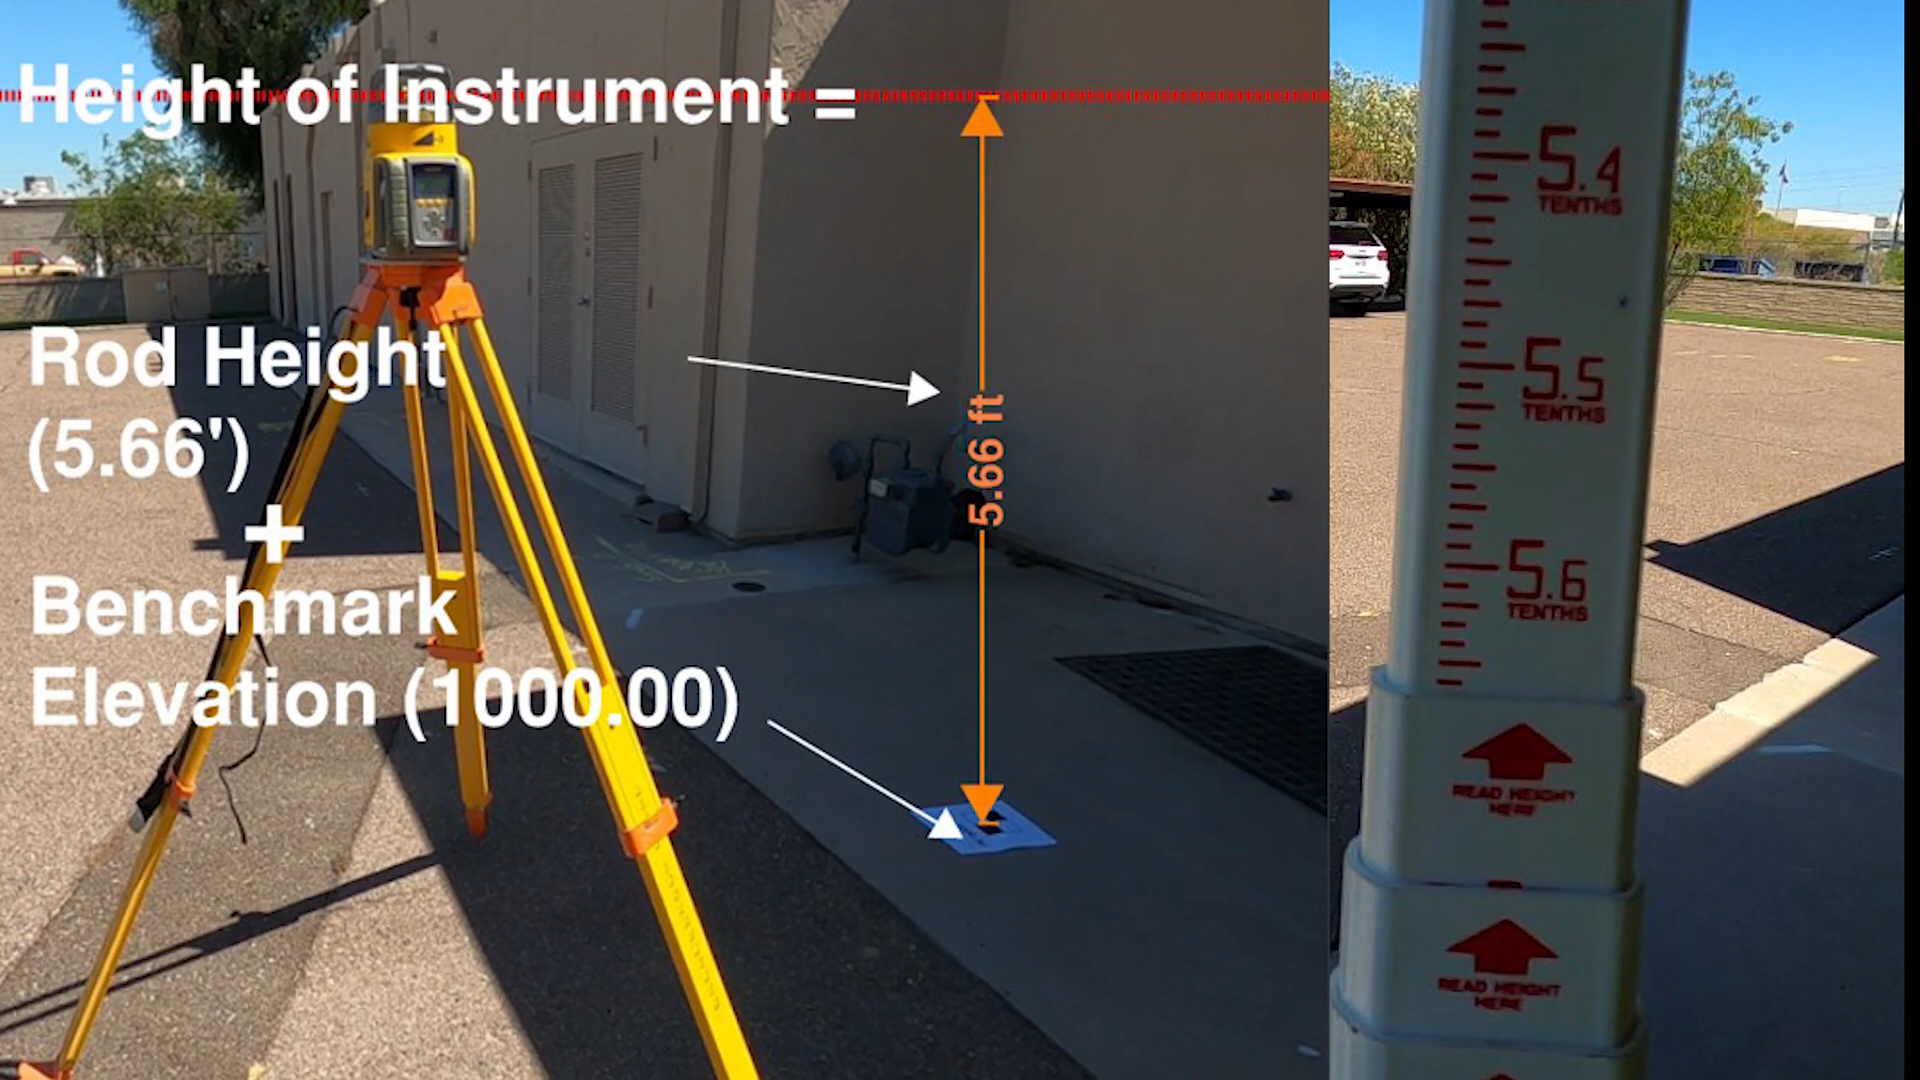 Height of Instrument =
Rod Height
(5.66')
+
Benchmark
Elevation (1000.00)
5.66 ft
5.4
TENTHS
5.5
TENTHS
5.6
TENTHS
READ HEIGHT
HERE
READ HEIGHT
HERE